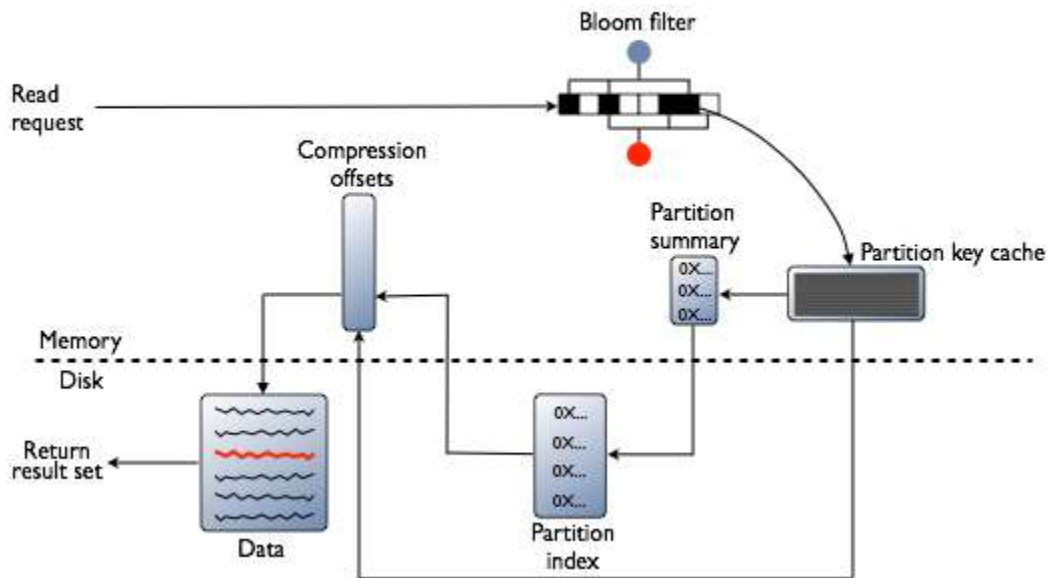 Bloom filter
Read
request
Compression
offsets
Partition
summary
Partition key cache
0X...
0X...
0X...
Memory
Disk
0X...
0X...
0X...
0X...
Return
result set
Data
Partition
index